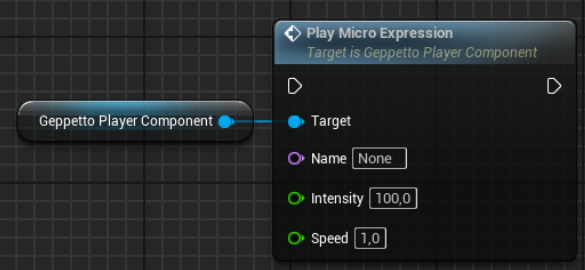 Play Micro Expression
Target is Geppetto Player Component
Geppetto Player Component
Target
Name None
Intensity 100,0
Speed 1,0